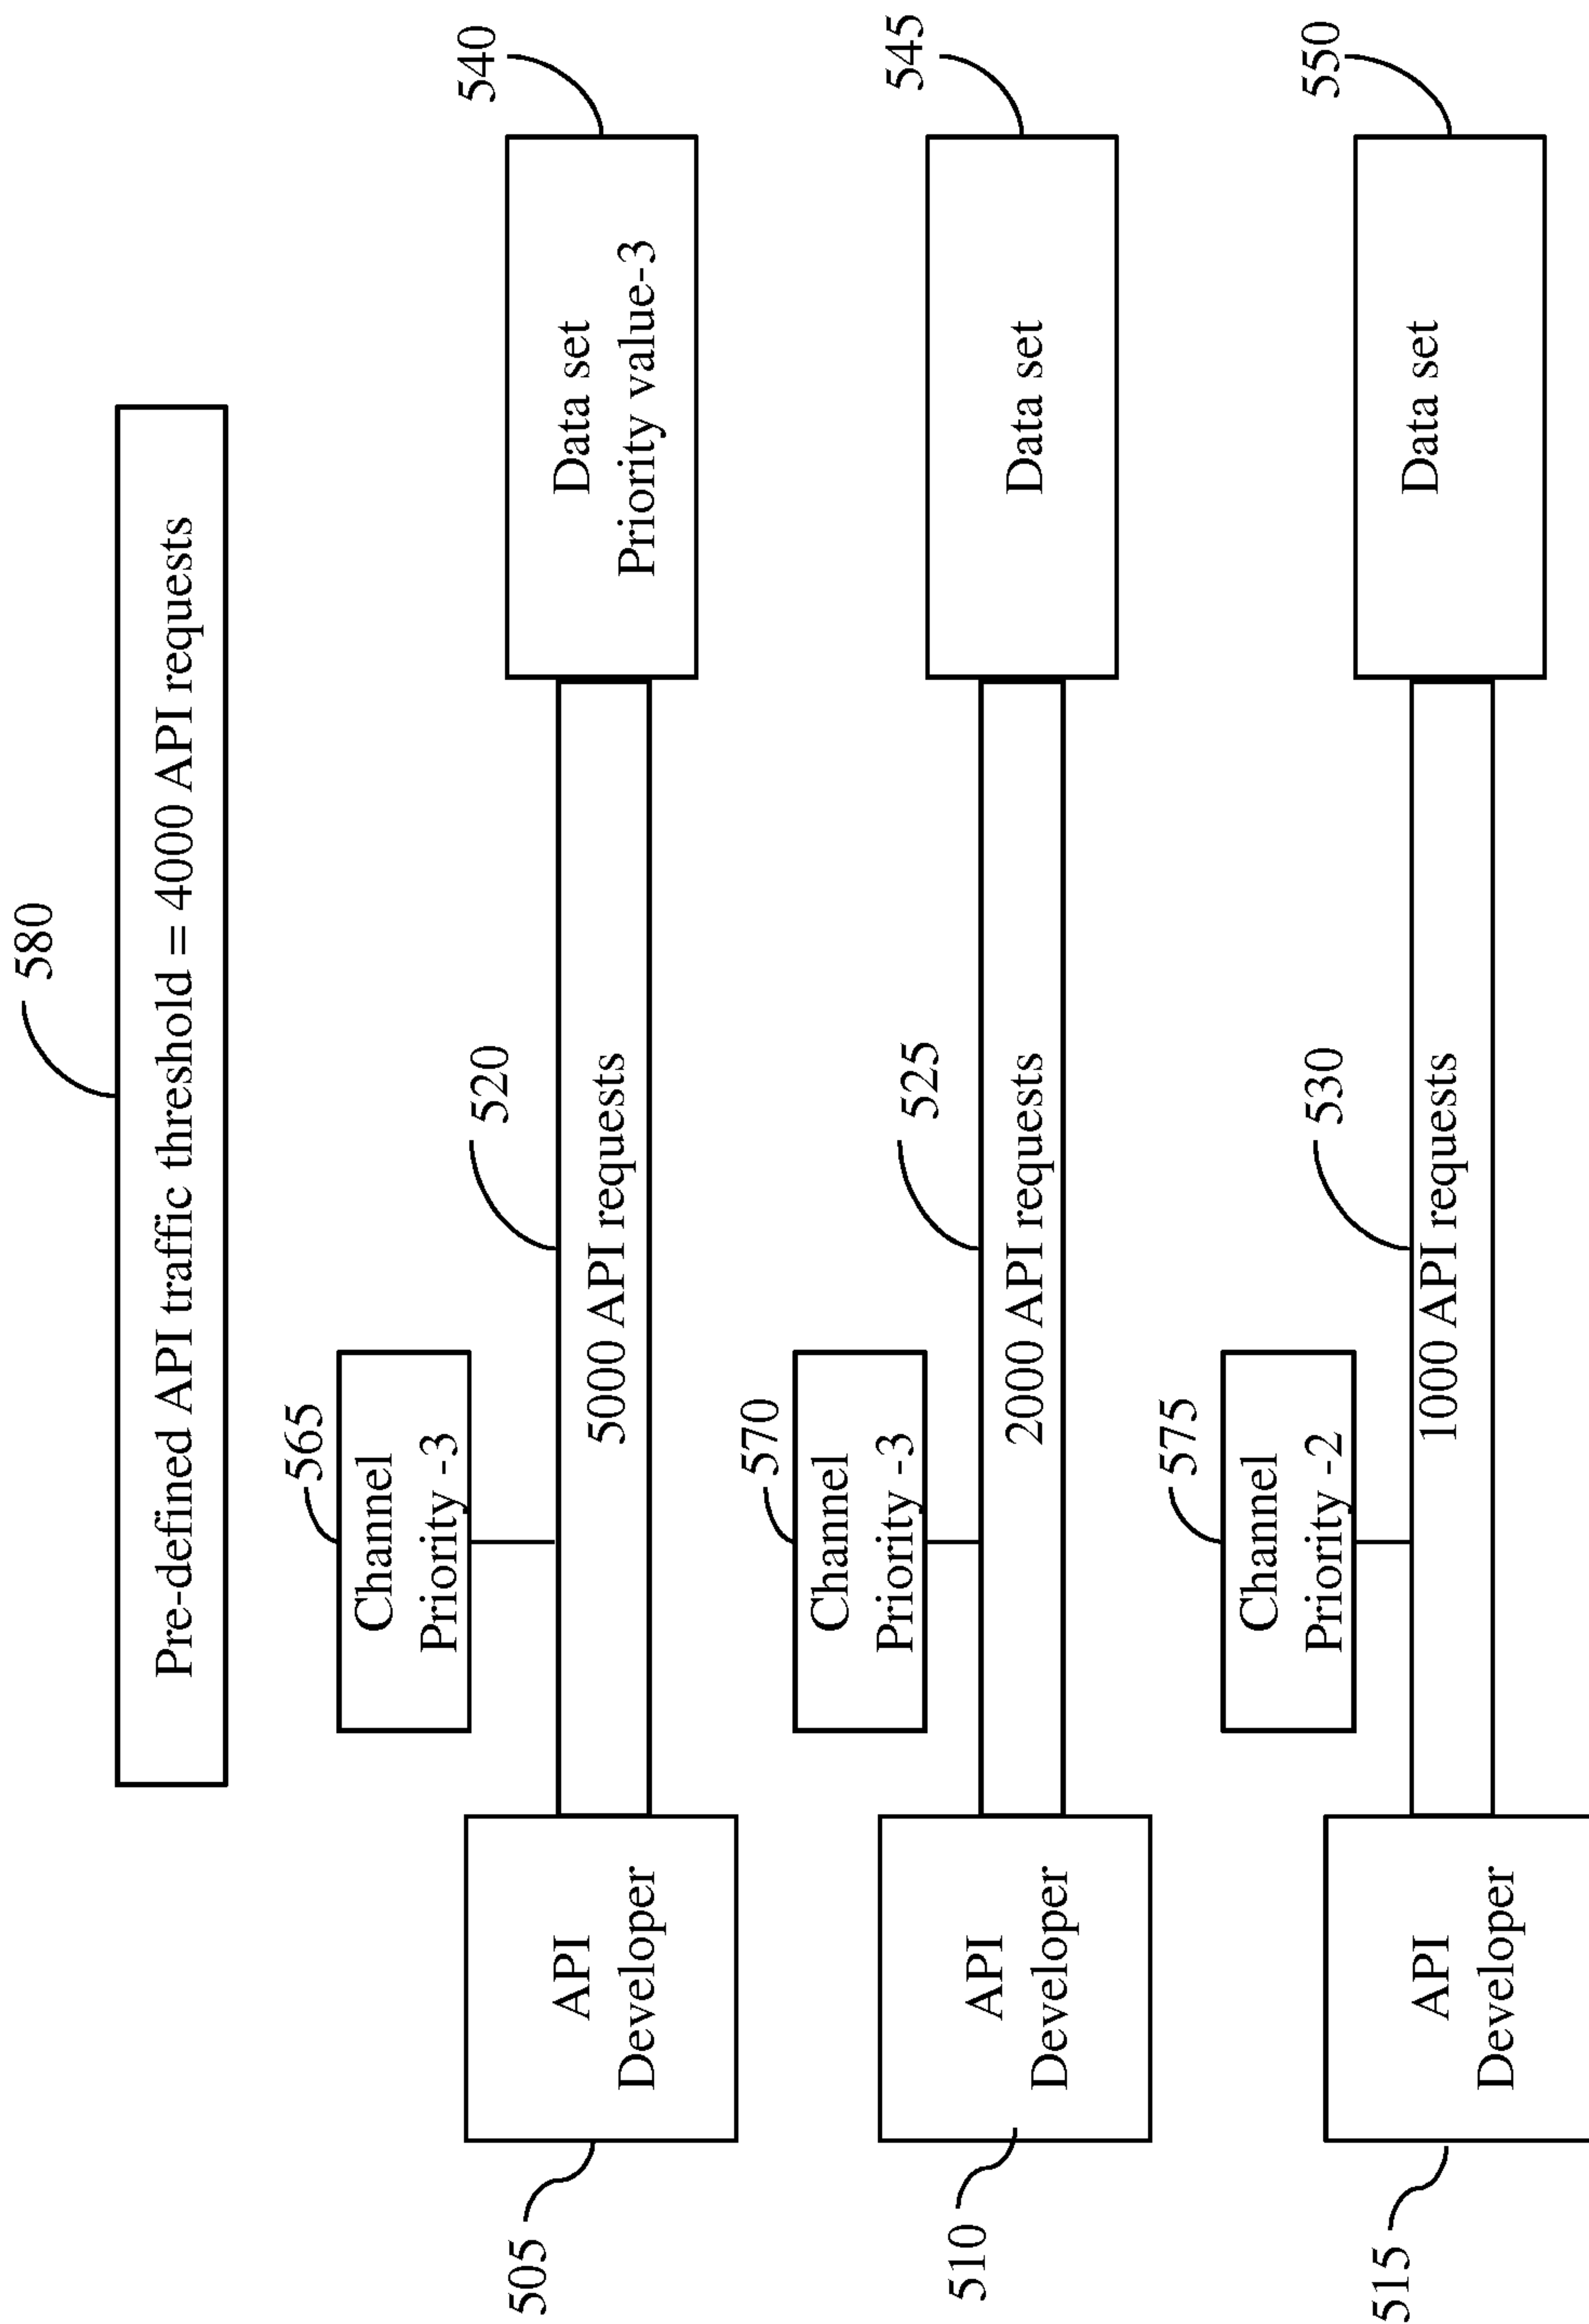 580
Pre-defined API traffic threshold = 4000 API requests
565
Channel
Priority -3
520
540
API
Developer
5000 API requests
Data set
Priority value-3
505
570
Channel
Priority -3
525
545
API
Developer
2000 API requests
Data set
510
575
Channel
Priority -2
530
550
API
Developer
1000 API requests
Data set
515